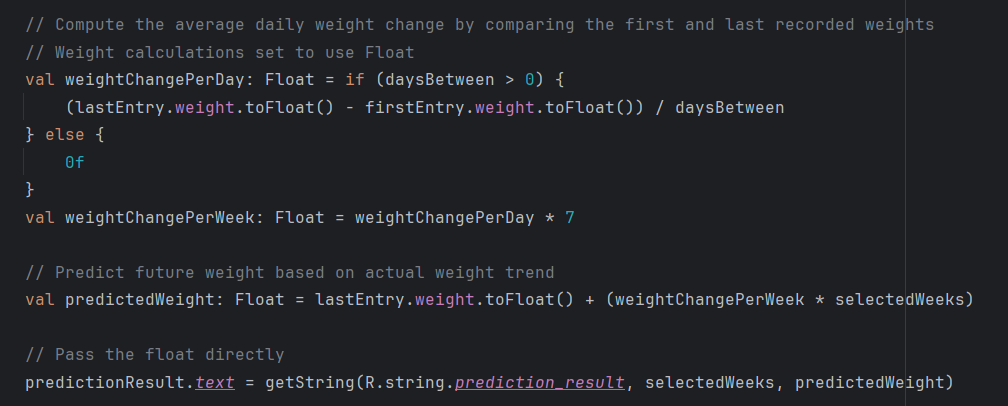 // Compute the average daily weight change by comparing the first and last recorded weights
// Weight calculations set to use Float
val weightChangePerDay: Float = if (daysBetween > 0) {
    (lastEntry.weight.toFloat() - firstEntry.weight.toFloat()) / daysBetween
} else {
    0f
}
val weightChangePerWeek: Float = weightChangePerDay * 7

// Predict future weight based on actual weight trend
val predictedWeight: Float = lastEntry.weight.toFloat() + (weightChangePerWeek * selectedWeeks)

// Pass the float directly
predictionResult.text = getString(R.string.prediction_result, selectedWeeks, predictedWeight)